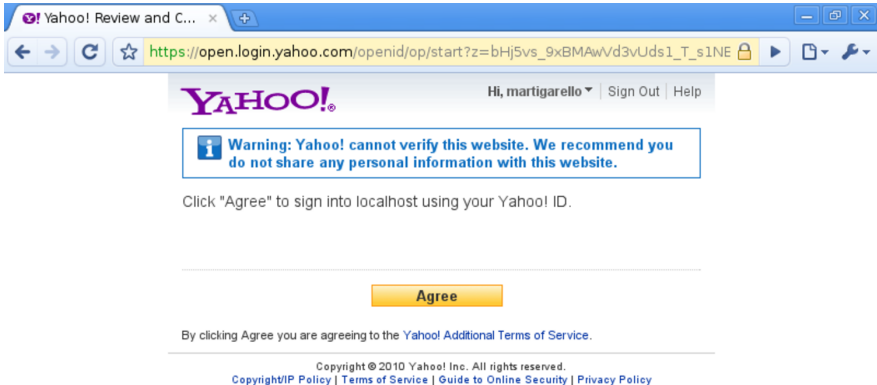 Yahoo! Review and C...
https://open.login.yahoo.com/openid/op/start?z=bHj5vs_9xBMAwVd3vUds1_T_s1NE
YAHOO!®
Hi, martigarello | Sign Out | Help
Warning: Yahoo! cannot verify this website. We recommend you
do not share any personal information with this website.
Click "Agree" to sign into localhost using your Yahoo! ID.
Agree
By clicking Agree you are agreeing to the Yahoo! Additional Terms of Service.
Copyright © 2010 Yahoo! Inc. All rights reserved.
Copyright/IP Policy | Terms of Service | Guide to Online Security | Privacy Policy